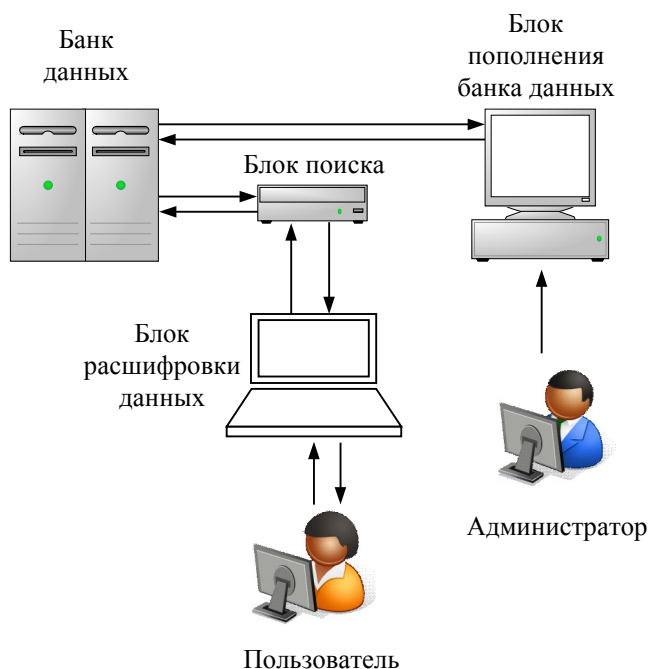 Банк
данных
Блок
пополнения
банка данных
Блок поиска
Блок
расшифровки
данных
Администратор
Пользователь